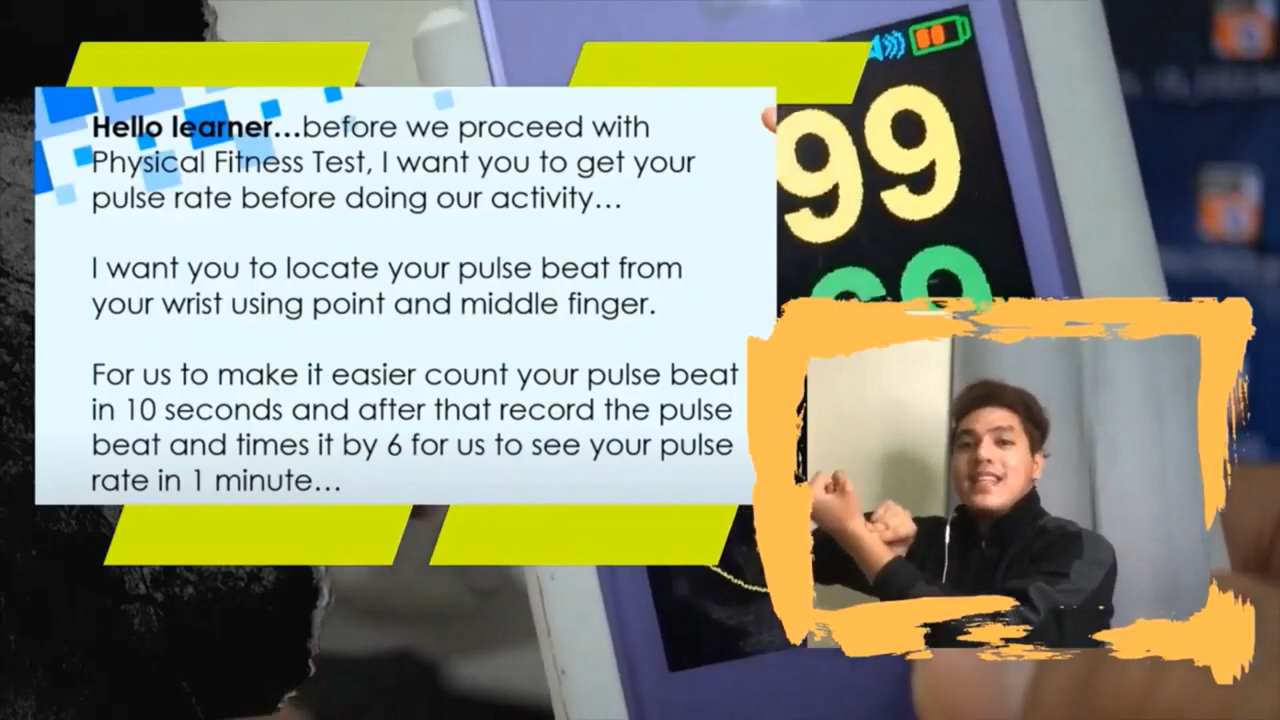 Hello learner...before we proceed with
Physical Fitness Test, I want you to get your
pulse rate before doing our activity...
I want you to locate your pulse beat from
your wrist using point and middle finger.
For us to make it easier count your pulse beat
in 10 seconds and after that record the pulse
beat and times it by 6 for us to see your pulse
rate in 1 minute...
99